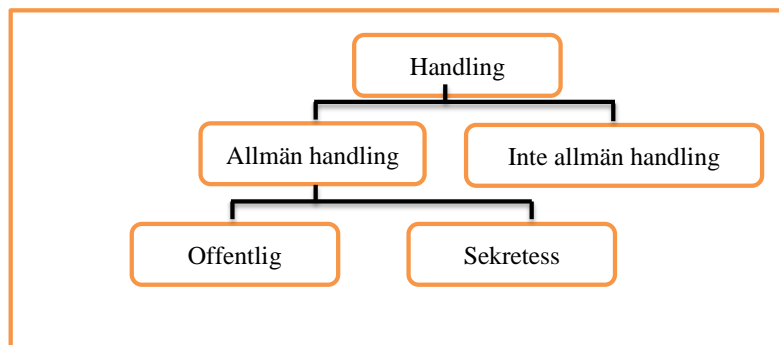 Handling
Allmän handling
Inte allmän handling
Offentlig
Sekretess